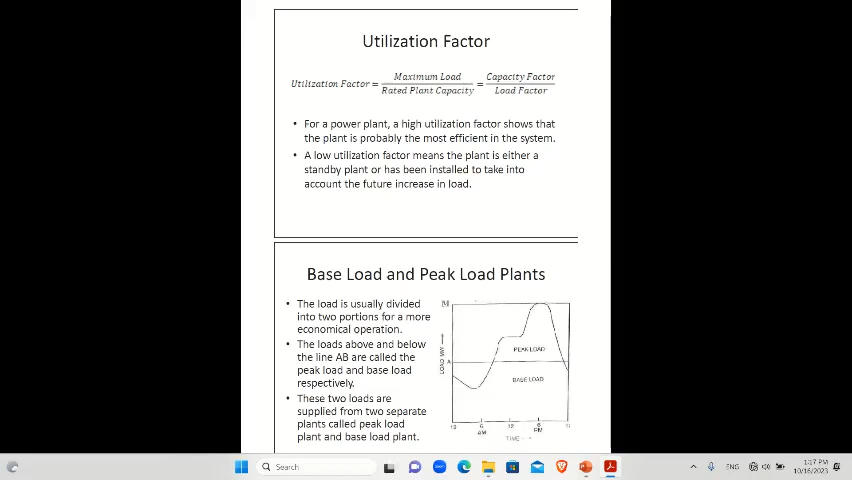 Utilization Factor
Utilization Factor = Maximum Load / Rated Plant Capacity = Capacity Factor / Load Factor
• For a power plant, a high utilization factor shows that
the plant is probably the most efficient in the system.
• A low utilization factor means the plant is either a
standby plant or has been installed to take into
account the future increase in load.
Base Load and Peak Load Plants
• The load is usually divided
into two portions for a more
economical operation.
• The loads above and below
the line AB are called the
peak load and base load
respectively.
• These two loads are
supplied from two separate
plants called peak load
plant and base load plant.
M
LOAD MW
A
PEAK LOAD
BASE LOAD
6 12 6
AM PM
TIME
Search
ENG
1:17 PM
10/16/2023